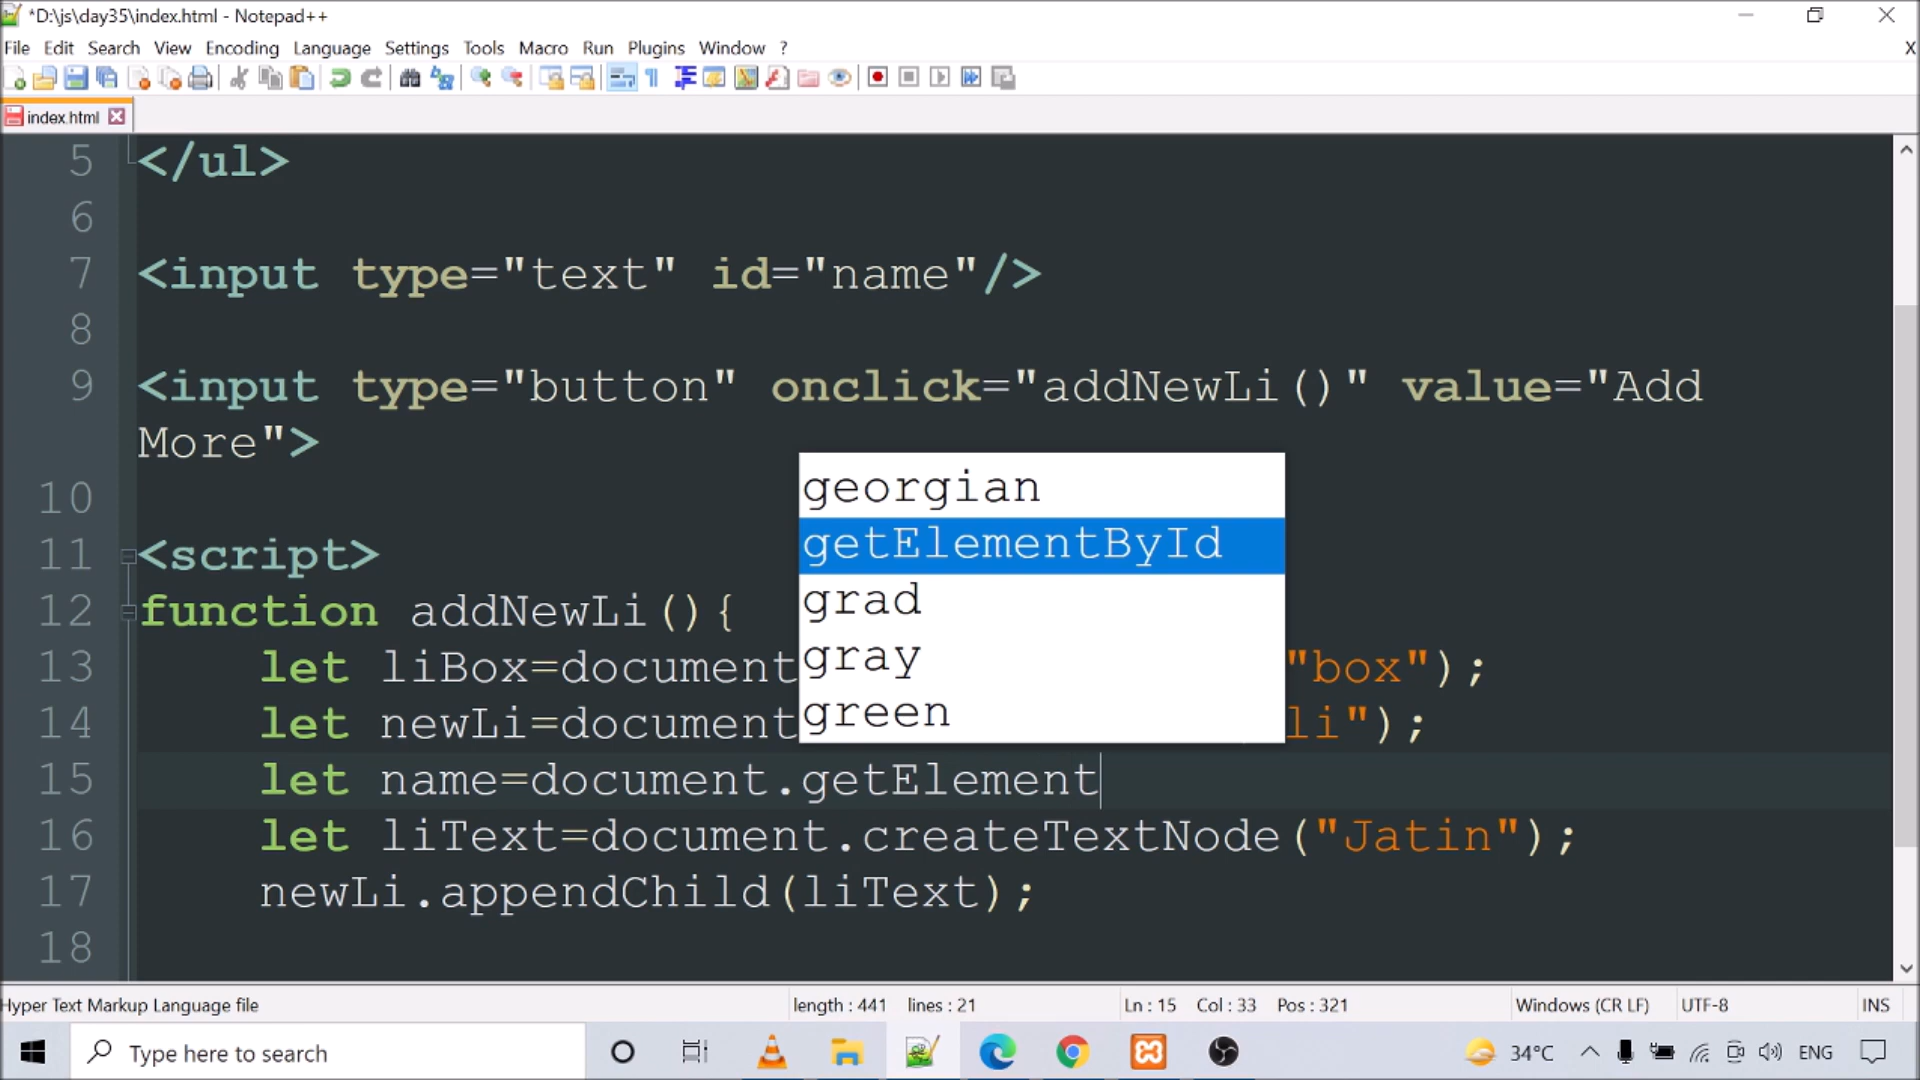 *D:\js\day35\index.html - Notepad++
File Edit Search View Encoding Language Settings Tools Macro Run Plugins Window ? X
index.html
5 </ul>
6
7 <input type="text" id="name"/>
8
9 <input type="button" onclick="addNewLi()" value="Add
More">
10
11 <script>
12 function addNewLi(){
13 let liBox=document "box");
14 let newLi=document li");
15 let name=document.getElement
16 let liText=document.createTextNode("Jatin");
17 newLi.appendChild(liText);
18
georgian
getElementById
grad
gray
green
Hyper Text Markup Language file length : 441 lines : 21 Ln : 15 Col : 33 Pos : 321 Windows (CR LF) UTF-8 INS
Type here to search 34°C ENG